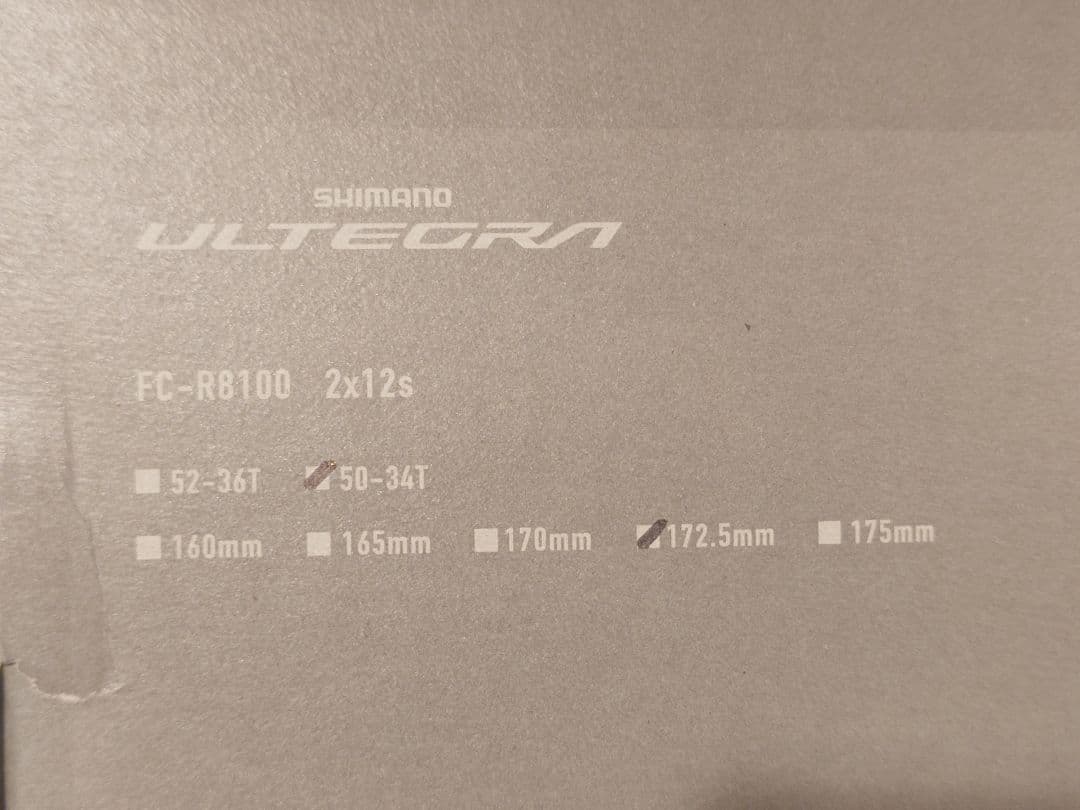 SHIMANO
ULTEGRA
FC-R8100 2x12s
52-36T 50-34T
160mm 165mm 170mm 172.5mm 175mm